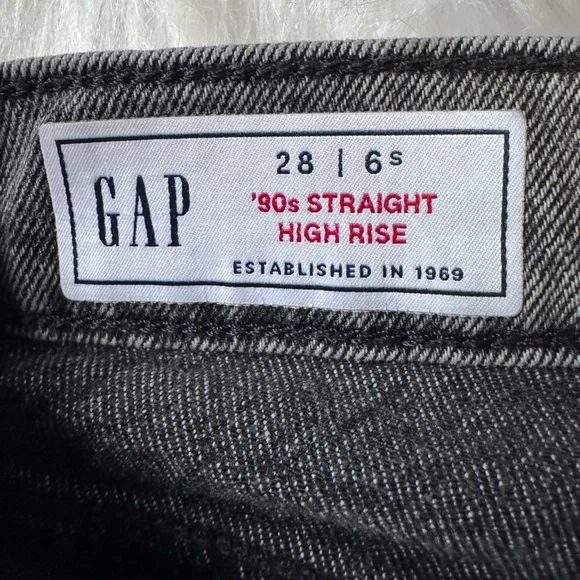 GAP
28 | 6s
'90s STRAIGHT
HIGH RISE
ESTABLISHED IN 1969